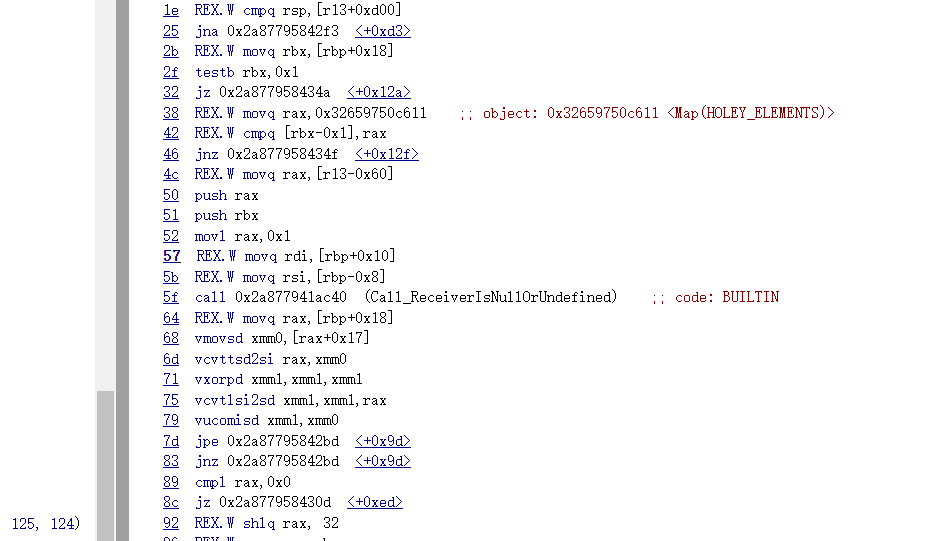 1e REX.W cmpq rsp,[r13+0xd00]
25 jna 0x2a87795842f3 <+0xd3>
2b REX.W movq rbx,[rbp+0x18]
2f testb rbx,0x1
32 jz 0x2a877958434a <+0x12a>
38 REX.W movq rax,0x32659750c611 ;; object: 0x32659750c611 <Map(HOLEY_ELEMENTS)>
42 REX.W cmpq [rbx-0x1],rax
46 jnz 0x2a877958434f <+0x12f>
4c REX.W movq rax,[r13-0x60]
50 push rax
51 push rbx
52 movl rax,0x1
57 REX.W movq rdi,[rbp+0x10]
5b REX.W movq rsi,[rbp-0x8]
5f call 0x2a877941ac40 (Call_ReceiverIsNullOrUndefined) ;; code: BUILTIN
64 REX.W movq rax,[rbp+0x18]
68 vmovsd xmm0,[rax+0x17]
6d vcvttsd2si rax,xmm0
71 vxorpd xmm1,xmm1,xmm1
75 vcvtlsi2sd xmm1,xmm1,rax
79 vucomisd xmm1,xmm0
7d jpe 0x2a87795842bd <+0x9d>
83 jnz 0x2a87795842bd <+0x9d>
89 cmpl rax,0x0
8c jz 0x2a877958430d <+0xed>
125, 124)
92 REX.W shlq rax, 32